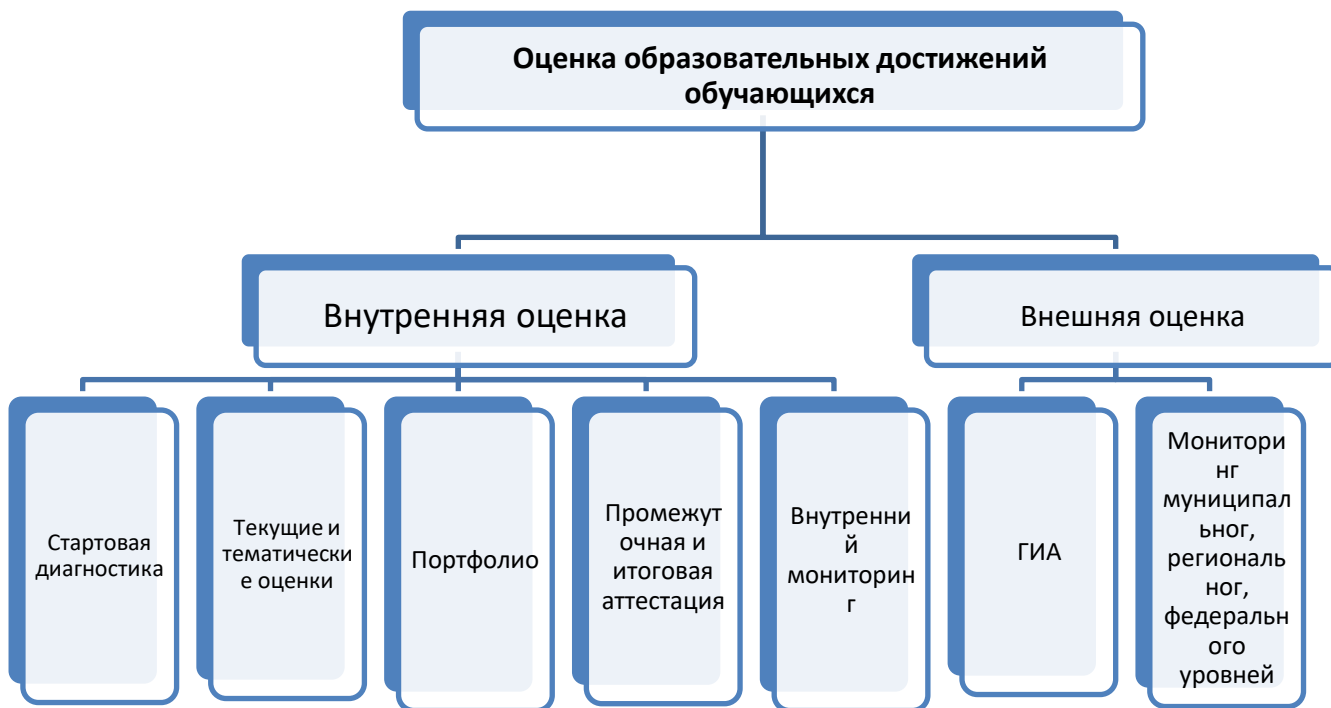 Оценка образовательных достижений
обучающихся
Внутренняя оценка
Внешняя оценка
Стартовая
диагностика
Текущие и
тематически
е оценки
Портфолио
Промежут
очная и
итоговая
аттестация
Внутренни
й
мониторин
г
ГИА
Монитори
нг
муниципал
ьног,
региональ
ног,
федеральн
ого
уровней